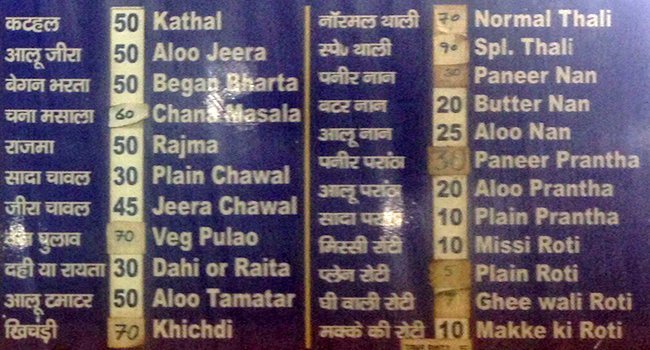 कटहल 50 Kathal
आलू जीरा 50 Aloo Jeera
बेगन भरता 50 Began Bharta
चना मसाला 60 Chana Masala
राजमा 50 Rajma
सादा चावल 30 Plain Chawal
जीरा चावल 45 Jeera Chawal
वेज पुलाव 70 Veg Pulao
दही या रायता 30 Dahi or Raita
आलू टमाटर 50 Aloo Tamatar
खिचड़ी 70 Khichdi
नॉरमल थाली 70 Normal Thali
स्पे० थाली 90 Spl. Thali
पनीर नान 30 Paneer Nan
बटर नान 20 Butter Nan
आलू नान 25 Aloo Nan
पनीर परांठा 30 Paneer Prantha
आलू परांठा 20 Aloo Prantha
सादा परांठा 10 Plain Prantha
मिस्सी रोटी 10 Missi Roti
प्लेन रोटी 5 Plain Roti
घी वाली रोटी 7 Ghee wali Roti
मक्के की रोटी 10 Makke ki Roti